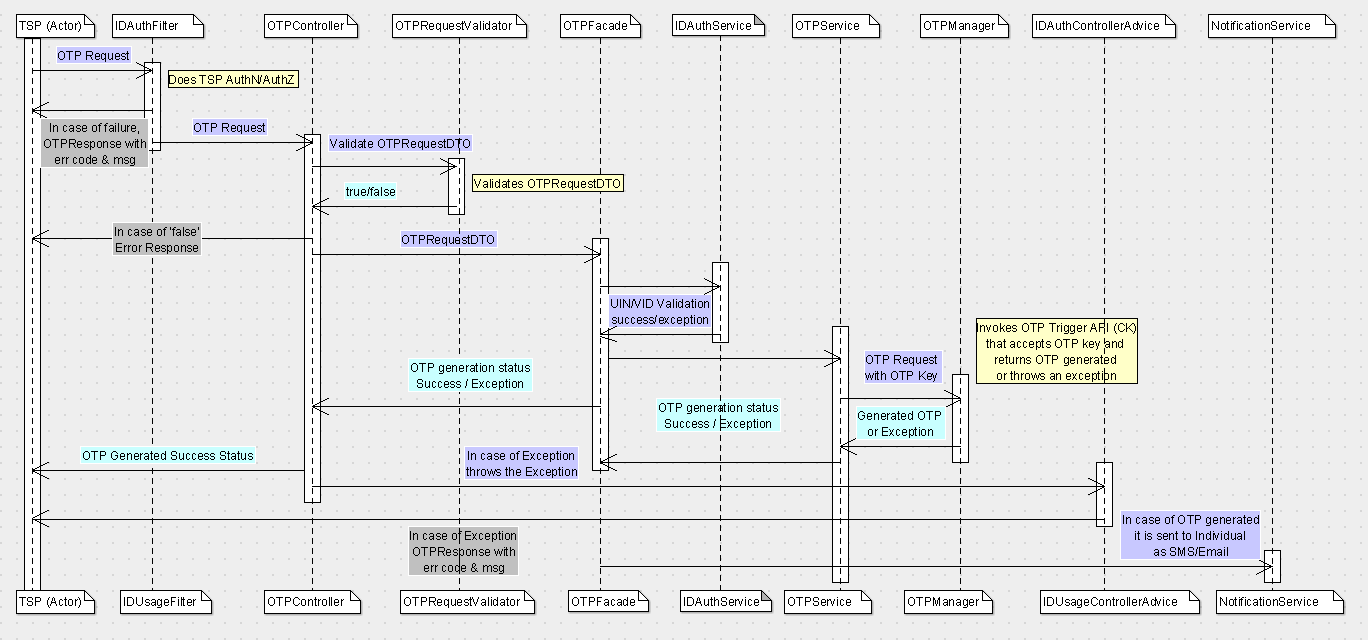 TSP (Actor)
IDAuthFilter
OTPController
OTPRequestValidator
OTPFacade
IDAuthService
OTPService
OTPManager
IDAuthControllerAdvice
NotificationService
OTP Request
Does TSP AuthN/AuthZ
In case of failure,
OTPResponse with
err code & msg
OTP Request
Validate OTPRequestDTO
Validates OTPRequestDTO
true/false
In case of 'false'
Error Response
OTPRequestDTO
UIN/VID Validation
success/exception
Invokes OTP Trigger API (CK)
that accepts OTP key and
returns OTP generated
or throws an exception
OTP Request
with OTP Key
OTP generation status
Success / Exception
OTP generation status
Success / Exception
Generated OTP
or Exception
OTP Generated Success Status
In case of Exception
throws the Exception
In case of OTP generated
it is sent to Individual
as SMS/Email
In case of Exception
OTPResponse with
err code & msg
TSP (Actor)
IDUsageFilter
OTPController
OTPRequestValidator
OTPFacade
IDAuthService
OTPService
OTPManager
IDUsageControllerAdvice
NotificationService